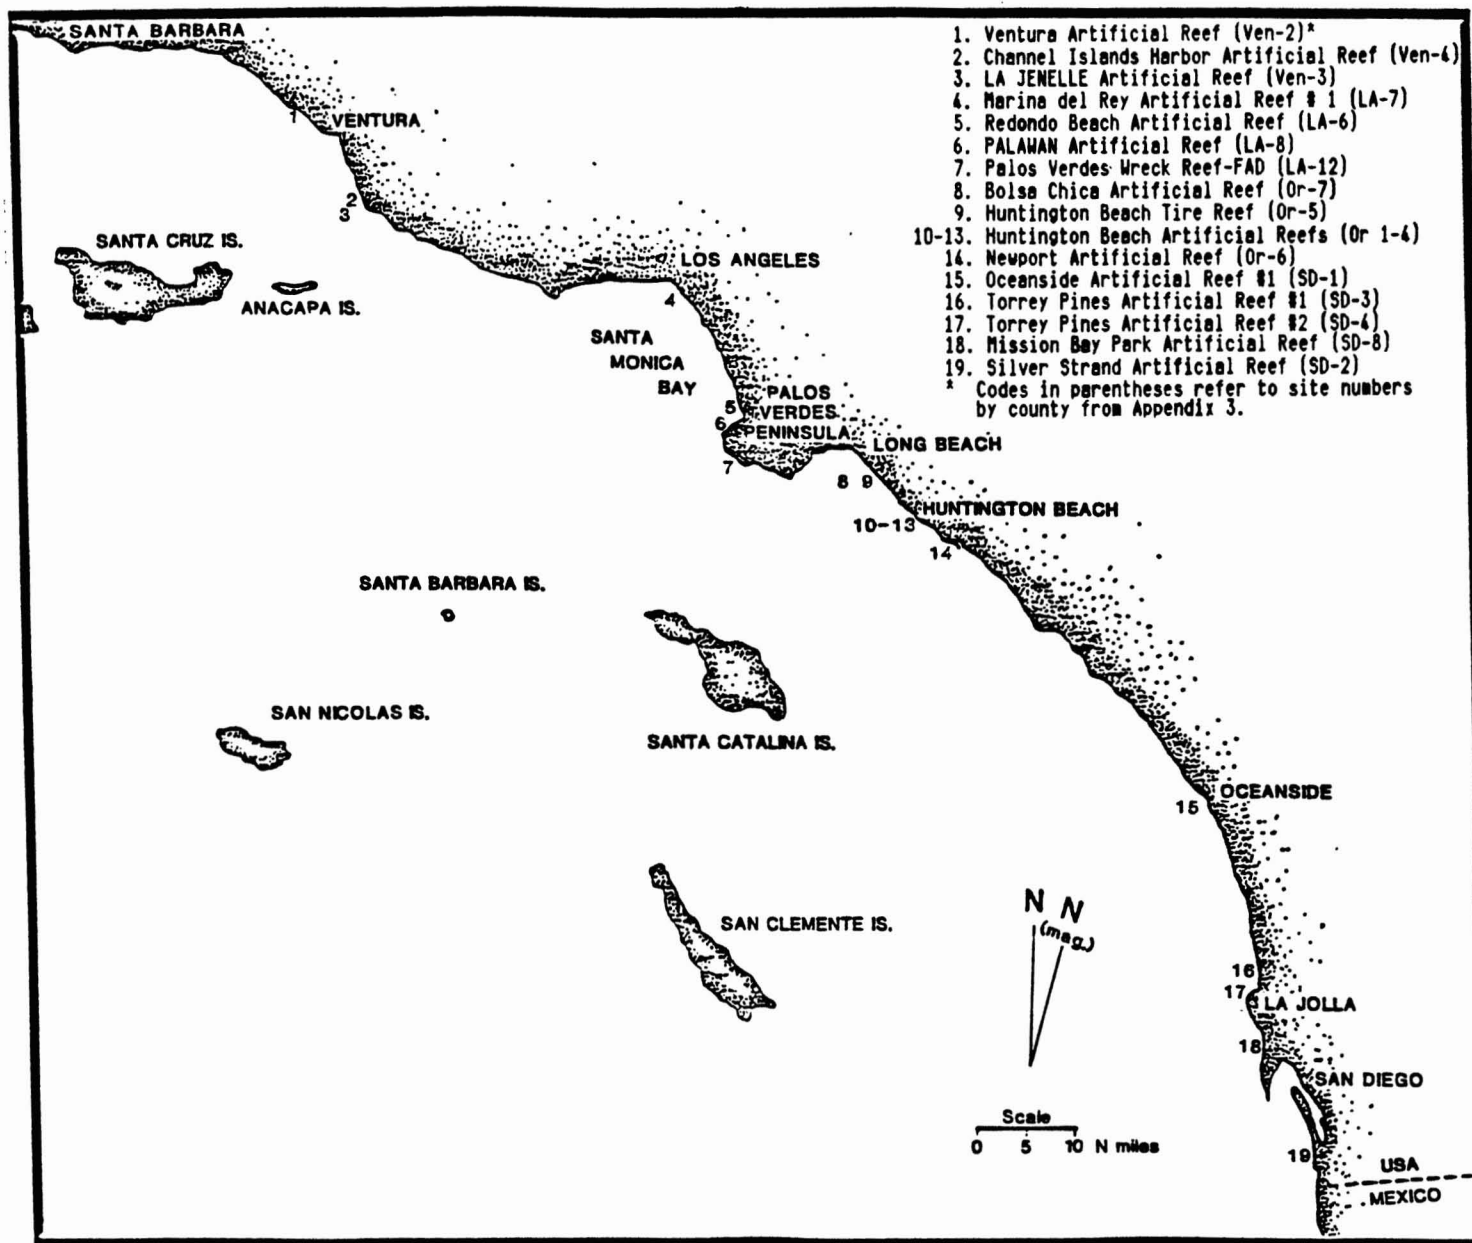 SANTA BARBARA
1. Ventura Artificial Reef (Ven-2)*
2. Channel Islands Harbor Artificial Reef (Ven-4)
3. LA JENELLE Artificial Reef (Ven-3)
4. Marina del Rey Artificial Reef # 1 (LA-7)
5. Redondo Beach Artificial Reef (LA-6)
6. PALAWAN Artificial Reef (LA-8)
7. Palos Verdes Wreck Reef-FAD (LA-12)
8. Bolsa Chica Artificial Reef (Or-7)
9. Huntington Beach Tire Reef (Or-5)
10-13. Huntington Beach Artificial Reefs (Or 1-4)
14. Newport Artificial Reef (Or-6)
15. Oceanside Artificial Reef #1 (SD-1)
16. Torrey Pines Artificial Reef #1 (SD-3)
17. Torrey Pines Artificial Reef #2 (SD-4)
18. Mission Bay Park Artificial Reef (SD-8)
19. Silver Strand Artificial Reef (SD-2)
* Codes in parentheses refer to site numbers
by county from Appendix 3.
1
VENTURA
2
3
SANTA CRUZ IS.
ANACAPA IS.
LOS ANGELES
4
SANTA
MONICA
BAY
PALOS
VERDES
PENINSULA
5
6
7
LONG BEACH
8 9
HUNTINGTON BEACH
10-13
14
SANTA BARBARA IS.
SAN NICOLAS IS.
SANTA CATALINA IS.
OCEANSIDE
15
SAN CLEMENTE IS.
N N
(mag.)
16
17
LA JOLLA
18
SAN DIEGO
Scale
0 5 10 N miles
19
USA
MEXICO